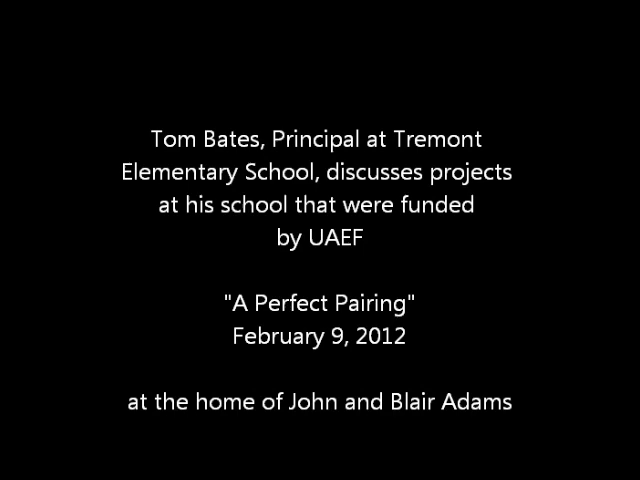 Tom Bates, Principal at Tremont
Elementary School, discusses projects
at his school that were funded
by UAEF
"A Perfect Pairing"
February 9, 2012
at the home of John and Blair Adams